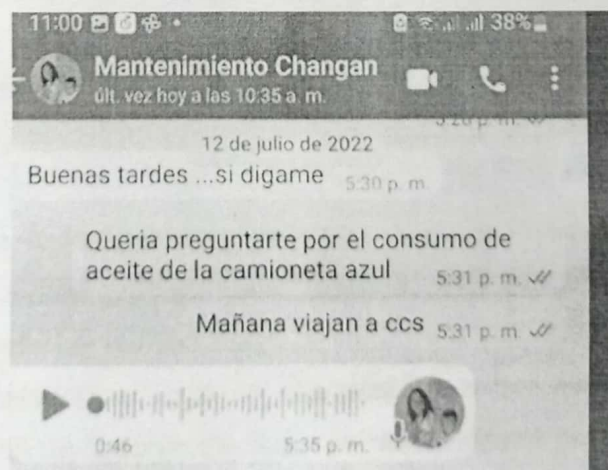 11:00 38%
Mantenimiento Changan
últ. vez hoy a las 10:35 a. m.
12 de julio de 2022
Buenas tardes ...si digame 5:30 p. m.
Queria preguntarte por el consumo de
aceite de la camioneta azul 5:31 p. m.
Mañana viajan a ccs 5:31 p. m.
0:46 5:35 p. m.